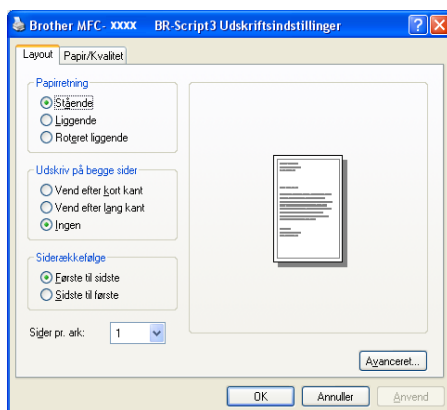 Brother MFC- XXXX BR-Script3 Udskriftsindstillinger
Layout Papir/Kvalitet
Papirretning
Stående
Liggende
Roteret liggende
Udskriv på begge sider
Vend efter kort kant
Vend efter lang kant
Ingen
Siderækkefølge
Første til sidste
Sidste til første
Sider pr. ark: 1
Avanceret...
OK Annuller Anvend